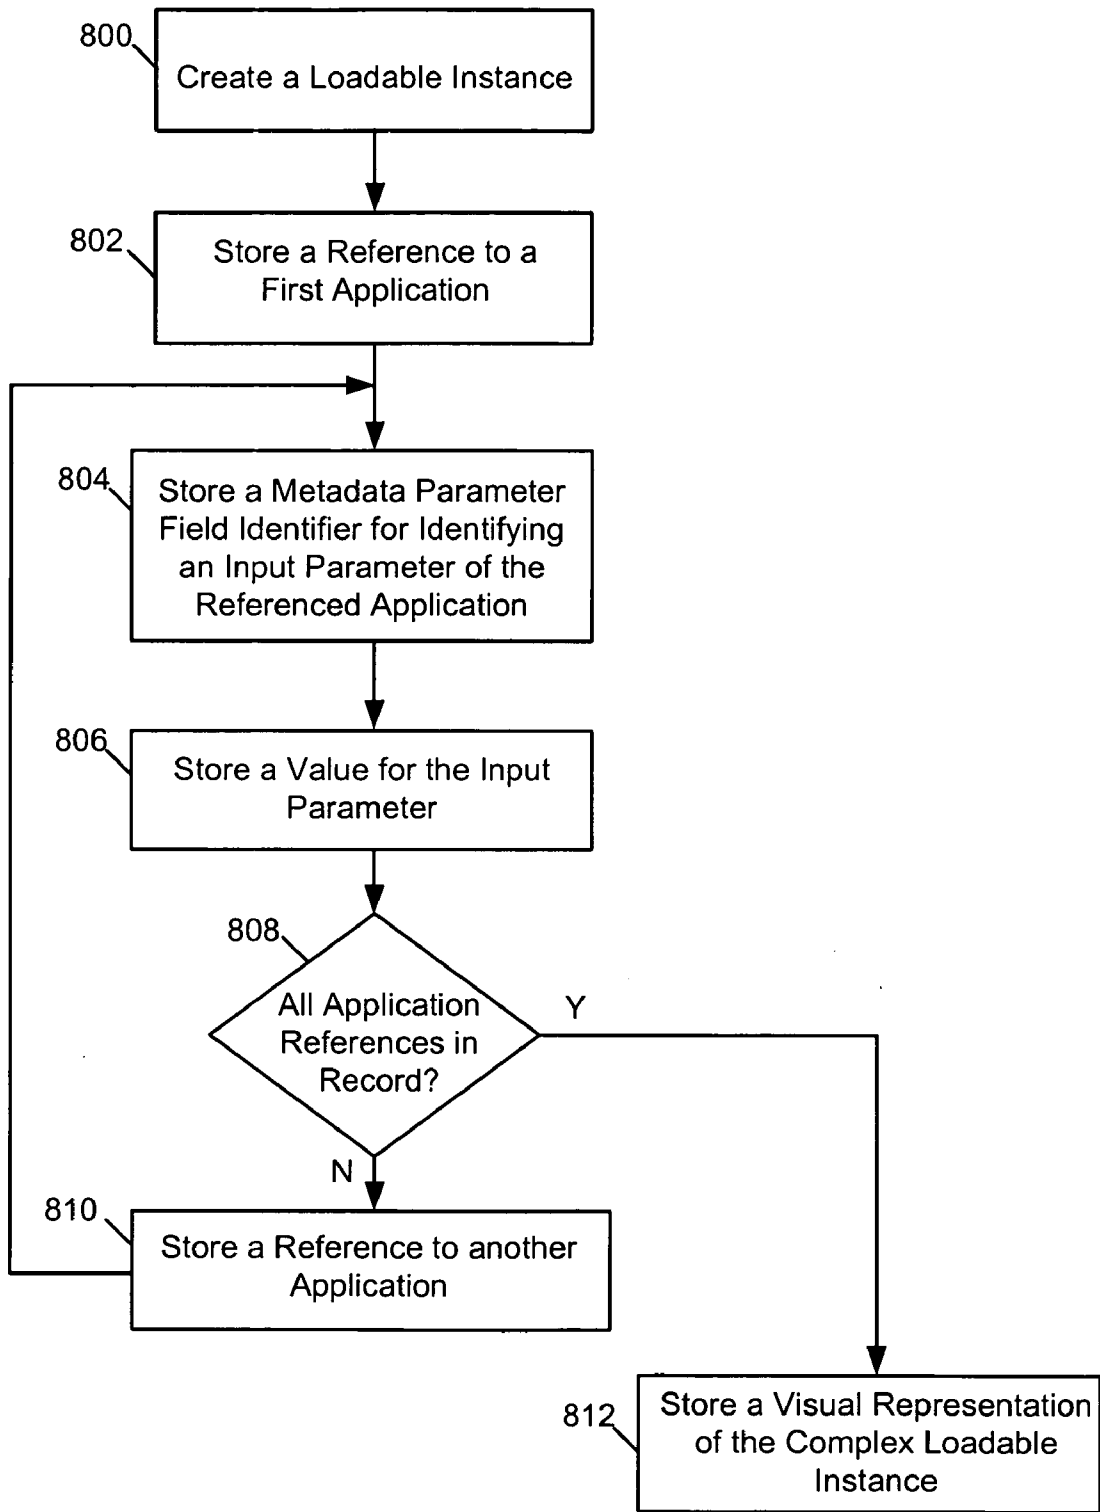 800
Create a Loadable Instance
802
Store a Reference to a
First Application
804
Store a Metadata Parameter
Field Identifier for Identifying
an Input Parameter of the
Referenced Application
806
Store a Value for the Input
Parameter
808
All Application
References in
Record?
Y
N
810
Store a Reference to another
Application
812
Store a Visual Representation
of the Complex Loadable
Instance